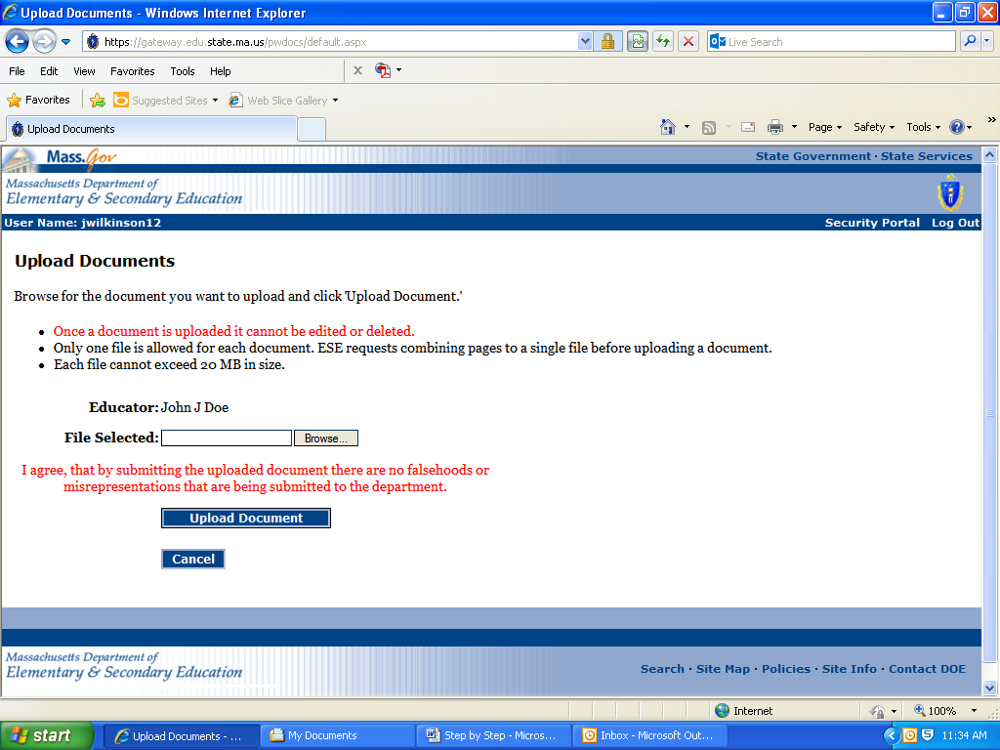 Upload Documents - Windows Internet Explorer
https://gateway.edu.state.ma.us/pwdocs/default.aspx
Live Search
File Edit View Favorites Tools Help
Favorites Suggested Sites Web Slice Gallery
Upload Documents
Page Safety Tools
Mass.Gov
State Government · State Services
Massachusetts Department of
Elementary & Secondary Education
User Name: jwilkinson12
Security Portal Log Out
Upload Documents
Browse for the document you want to upload and click 'Upload Document.'
• Once a document is uploaded it cannot be edited or deleted.
• Only one file is allowed for each document. ESE requests combining pages to a single file before uploading a document.
• Each file cannot exceed 20 MB in size.
Educator: John J Doe
File Selected: Browse...
I agree, that by submitting the uploaded document there are no falsehoods or
misrepresentations that are being submitted to the department.
Upload Document
Cancel
Massachusetts Department of
Elementary & Secondary Education
Search · Site Map · Policies · Site Info · Contact DOE
Internet
100%
start
Upload Documents - ...
My Documents
Step by Step - Micros...
Inbox - Microsoft Out...
11:34 AM